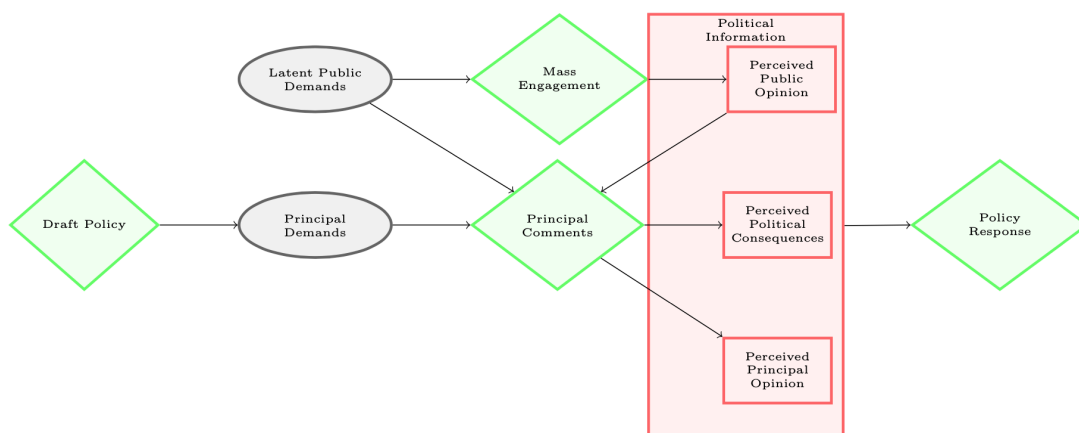 Political
Information
Latent Public
Demands
Mass
Engagement
Perceived
Public
Opinion
Draft Policy
Principal
Demands
Principal
Comments
Perceived
Political
Consequences
Policy
Response
Perceived
Principal
Opinion